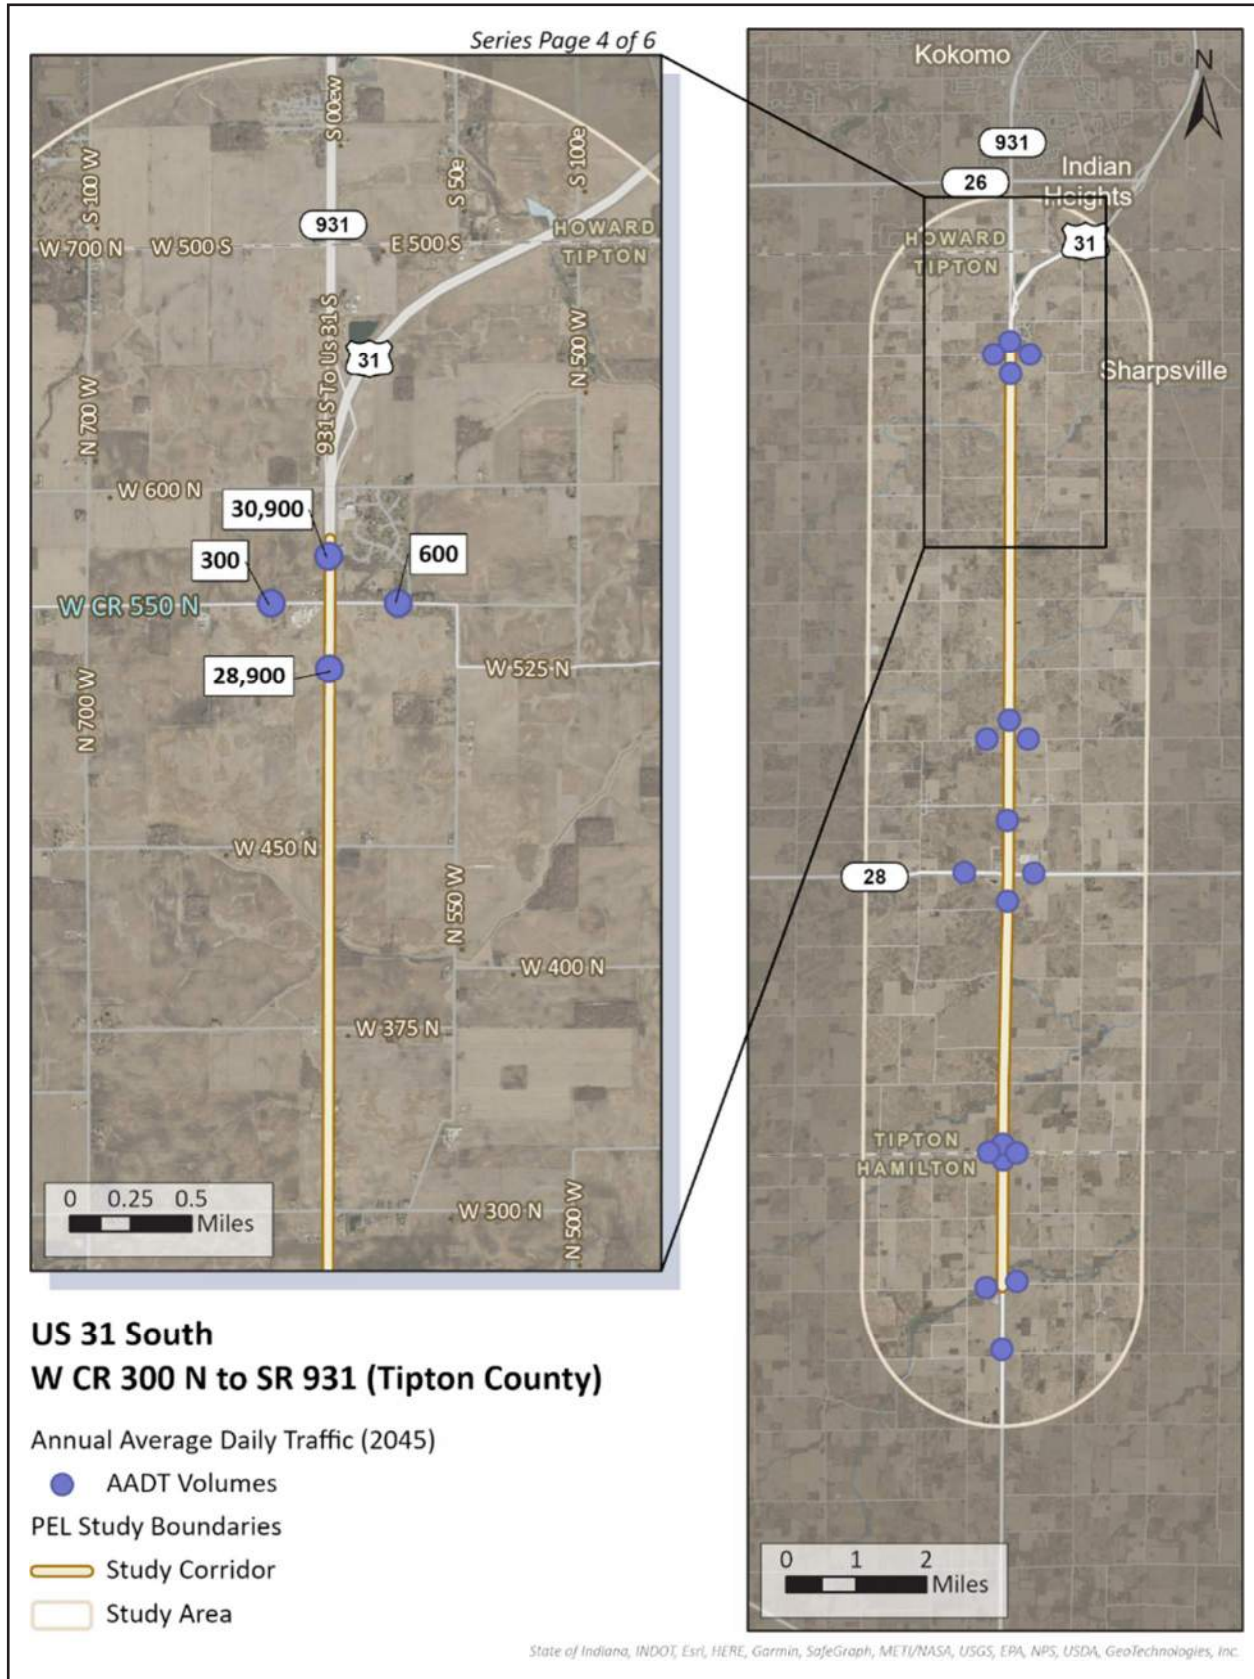 Series Page 4 of 6
S 00ew
S 100 W
S 50e
S 100e
931
W 700 N
W 500 S
E 500 S
HOWARD
TIPTON
931 S To Us 31 S
31
N 500 W
N 700 W
W 600 N
30,900
300
600
W CR 550 N
28,900
W 525 N
N 700 W
W 450 N
N 550 W
W 400 N
W 375 N
W 300 N
N 500 W
0 0.25 0.5
Miles
Kokomo
N
931
26
Indian
Heights
HOWARD
TIPTON
31
Sharpsville
28
TIPTON
HAMILTON
0 1 2
Miles
US 31 South
W CR 300 N to SR 931 (Tipton County)
Annual Average Daily Traffic (2045)
AADT Volumes
PEL Study Boundaries
Study Corridor
Study Area
State of Indiana, INDOT, Esri, HERE, Garmin, SafeGraph, METI/NASA, USGS, EPA, NPS, USDA, GeoTechnologies, Inc.